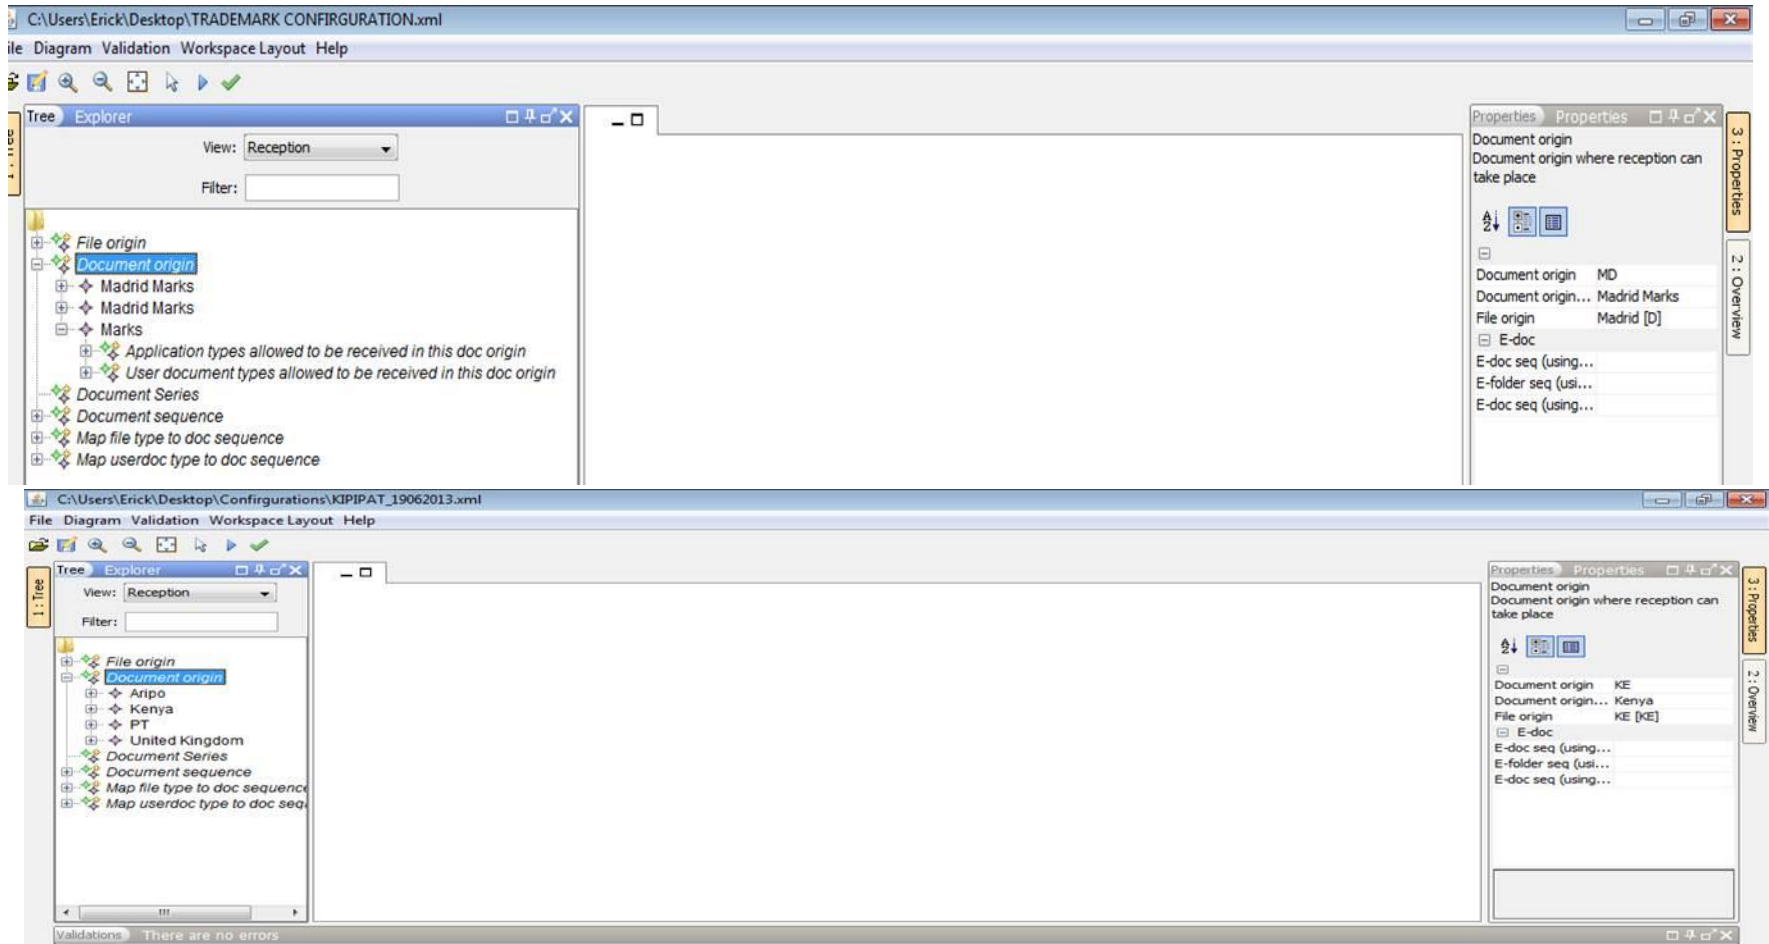 C:\Users\Erick\Desktop\TRADEMARK CONFIRGURATION.xml
ile Diagram Validation Workspace Layout Help
Tree Explorer
View: Reception
Filter:
File origin
Document origin
Madrid Marks
Madrid Marks
Marks
Application types allowed to be received in this doc origin
User document types allowed to be received in this doc origin
Document Series
Document sequence
Map file type to doc sequence
Map userdoc type to doc sequence
1 : Tree
Properties Properties
Document origin
Document origin where reception can
take place
Document origin MD
Document origin... Madrid Marks
File origin Madrid [D]
E-doc
E-doc seq (using...
E-folder seq (usi...
E-doc seq (using...
3 : Properties
2 : Overview
C:\Users\Erick\Desktop\Confirgurations\KIPIPAT_19062013.xml
File Diagram Validation Workspace Layout Help
1 : Tree
Tree Explorer
View: Reception
Filter:
File origin
Document origin
Aripo
Kenya
PT
United Kingdom
Document Series
Document sequence
Map file type to doc sequence
Map userdoc type to doc sequ
Properties Properties
Document origin
Document origin where reception can
take place
Document origin KE
Document origin... Kenya
File origin KE [KE]
E-doc
E-doc seq (using...
E-folder seq (usi...
E-doc seq (using...
3 : Properties
2 : Overview
Validations There are no errors